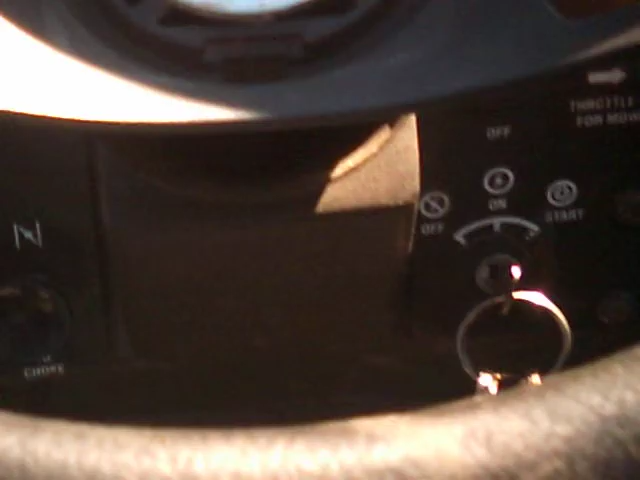 THROTTLE
FOR MOW
OFF
ON
OFF
START
CHOKE